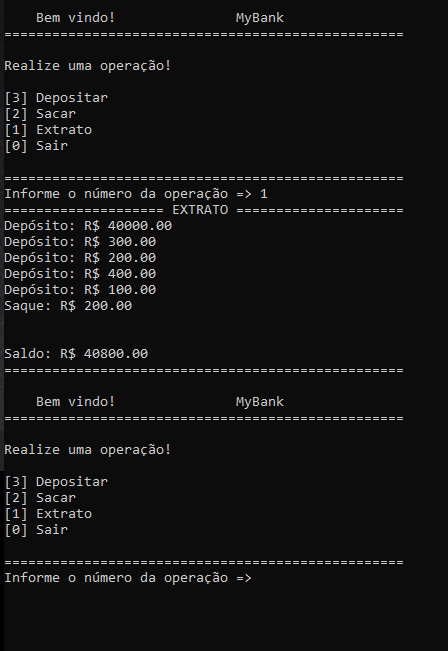 Bem vindo! MyBank
==================================================
Realize uma operação!
[3] Depositar
[2] Sacar
[1] Extrato
[0] Sair
==================================================
Informe o número da operação => 1
==================== EXTRATO =====================
Depósito: R$ 40000.00
Depósito: R$ 300.00
Depósito: R$ 200.00
Depósito: R$ 400.00
Depósito: R$ 100.00
Saque: R$ 200.00
Saldo: R$ 40800.00
==================================================
Bem vindo! MyBank
==================================================
Realize uma operação!
[3] Depositar
[2] Sacar
[1] Extrato
[0] Sair
==================================================
Informe o número da operação =>